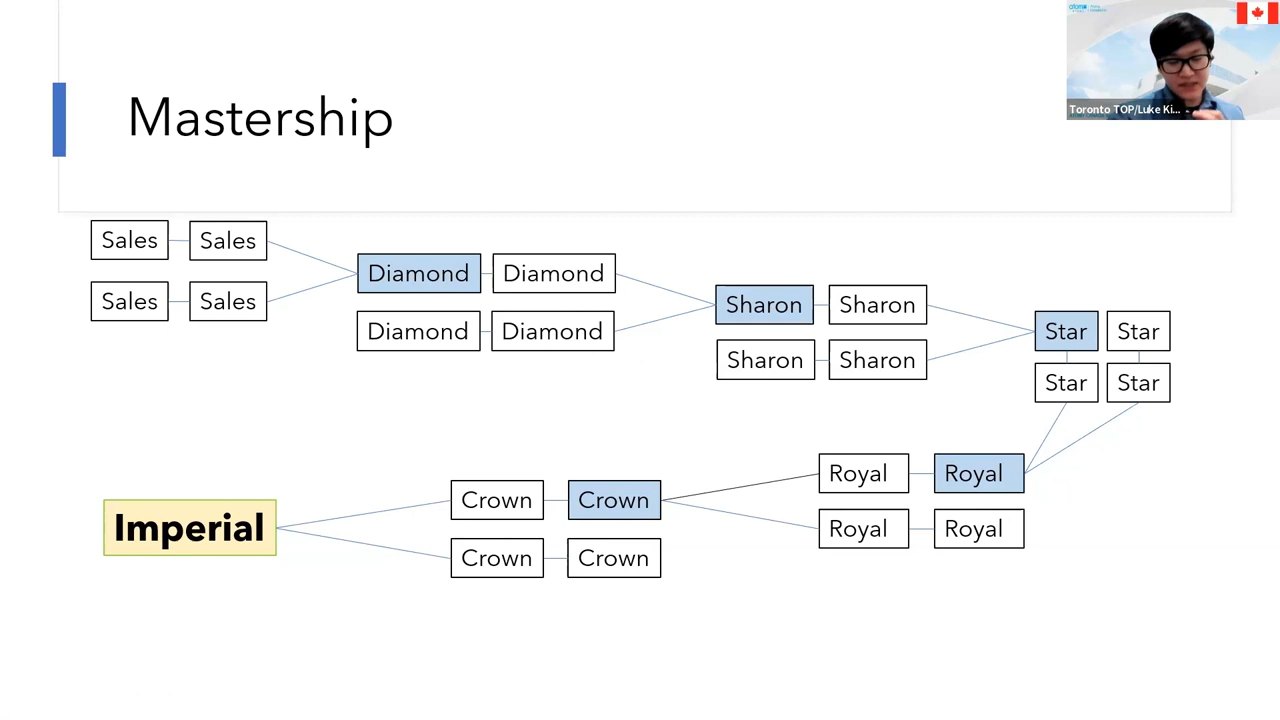 Mastership
Toronto TOP/Luke Ki...
Sales Sales
Sales Sales
Diamond Diamond
Diamond Diamond
Sharon Sharon
Sharon Sharon
Star Star
Star Star
Royal Royal
Royal Royal
Crown Crown
Crown Crown
Imperial